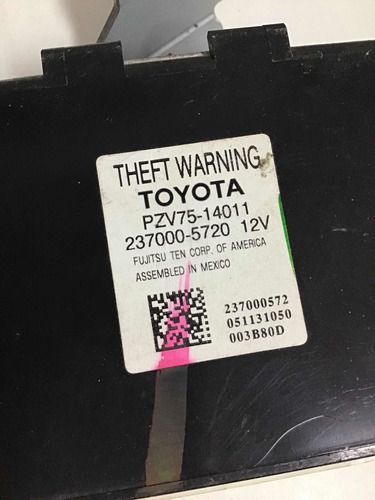 THEFT WARNING
TOYOTA
PZV75-14011
237000-5720 12V
FUJITSU TEN CORP. OF AMERICA
ASSEMBLED IN MEXICO
237000572
051131050
003B80D